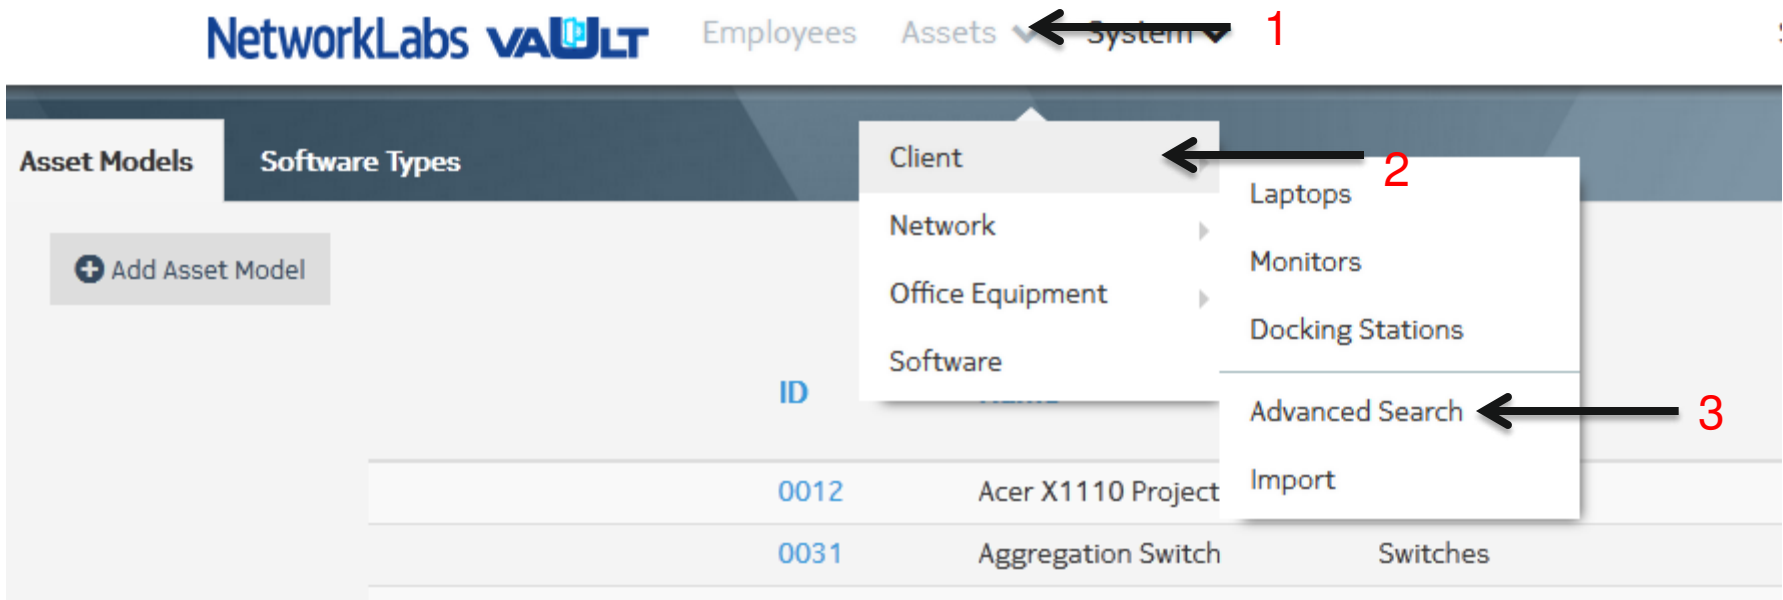 NetworkLabs VAULT Employees Assets System 1
Asset Models Software Types
Client 2
Laptops
Network
Monitors
Add Asset Model
Office Equipment
Docking Stations
Software
ID
Advanced Search 3
Import
0012 Acer X1110 Project
0031 Aggregation Switch Switches